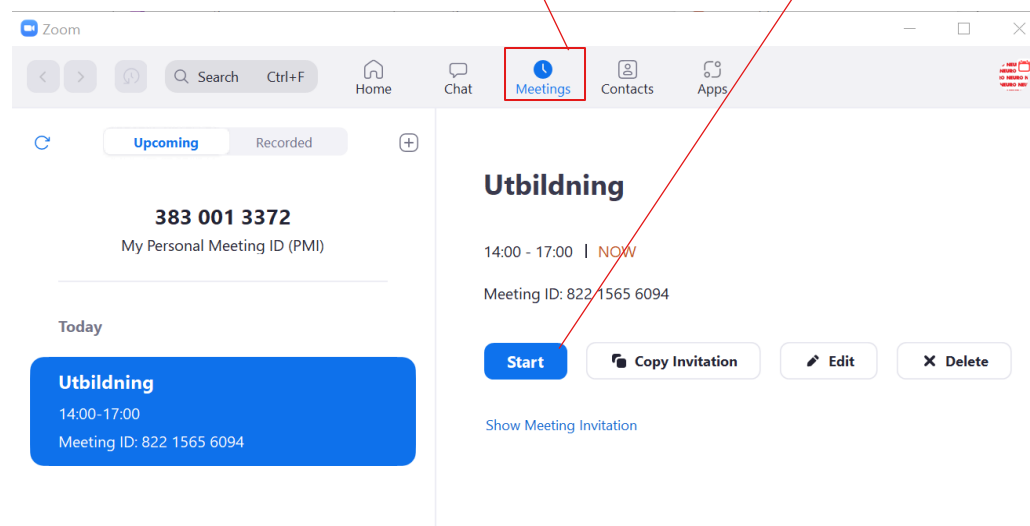 Zoom
Search Ctrl+F
Home
Chat
Meetings
Contacts
Apps
Upcoming
Recorded
383 001 3372
My Personal Meeting ID (PMI)
Today
Utbildning
14:00-17:00
Meeting ID: 822 1565 6094
Utbildning
14:00 - 17:00 | NOW
Meeting ID: 822 1565 6094
Start
Copy Invitation
Edit
Delete
Show Meeting Invitation